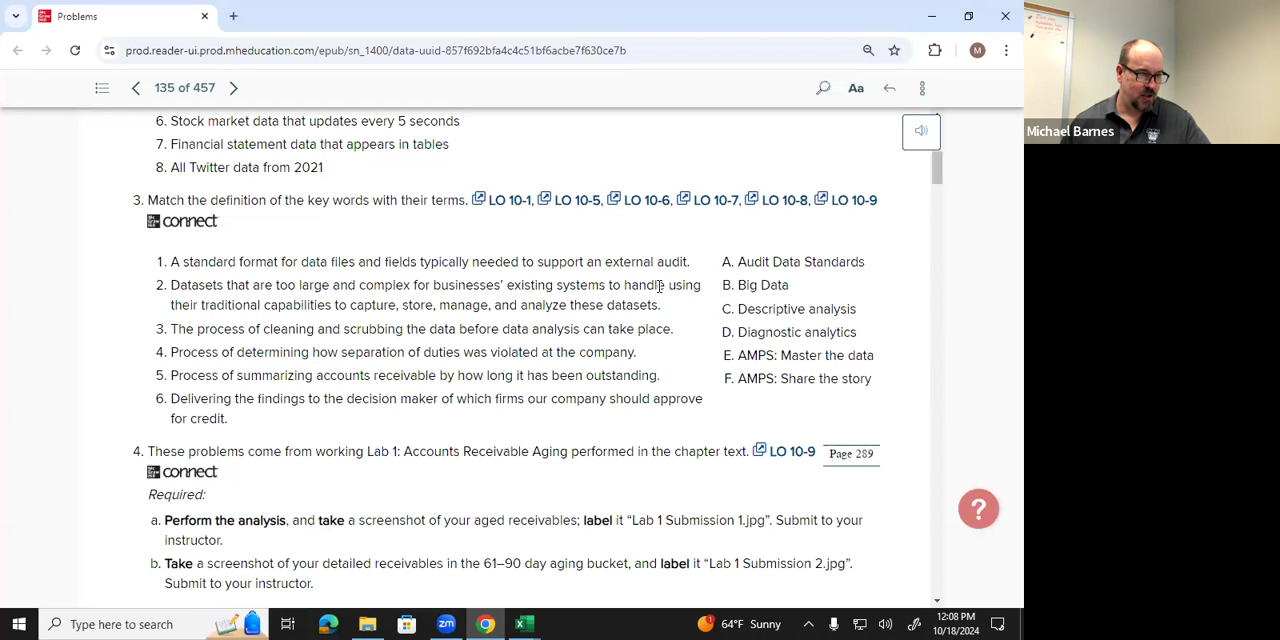 Problems
prod.reader-ui.prod.mheducation.com/epub/sn_1400/data-uuid-857f692bfa4c4c51bf6acbe7f630ce7b
M
135 of 457
Aa
6. Stock market data that updates every 5 seconds
7. Financial statement data that appears in tables
8. All Twitter data from 2021
3. Match the definition of the key words with their terms. LO 10-1, LO 10-5, LO 10-6, LO 10-7, LO 10-8, LO 10-9
connect
1. A standard format for data files and fields typically needed to support an external audit.
2. Datasets that are too large and complex for businesses' existing systems to handle using
their traditional capabilities to capture, store, manage, and analyze these datasets.
3. The process of cleaning and scrubbing the data before data analysis can take place.
4. Process of determining how separation of duties was violated at the company.
5. Process of summarizing accounts receivable by how long it has been outstanding.
6. Delivering the findings to the decision maker of which firms our company should approve
for credit.
A. Audit Data Standards
B. Big Data
C. Descriptive analysis
D. Diagnostic analytics
E. AMPS: Master the data
F. AMPS: Share the story
4. These problems come from working Lab 1: Accounts Receivable Aging performed in the chapter text. LO 10-9
Page 289
connect
Required:
a. Perform the analysis, and take a screenshot of your aged receivables; label it “Lab 1 Submission 1.jpg”. Submit to your
instructor.
b. Take a screenshot of your detailed receivables in the 61–90 day aging bucket, and label it “Lab 1 Submission 2.jpg”.
Submit to your instructor.
?
Michael Barnes
Type here to search
zm
64°F Sunny
12:08 PM
10/18/2024